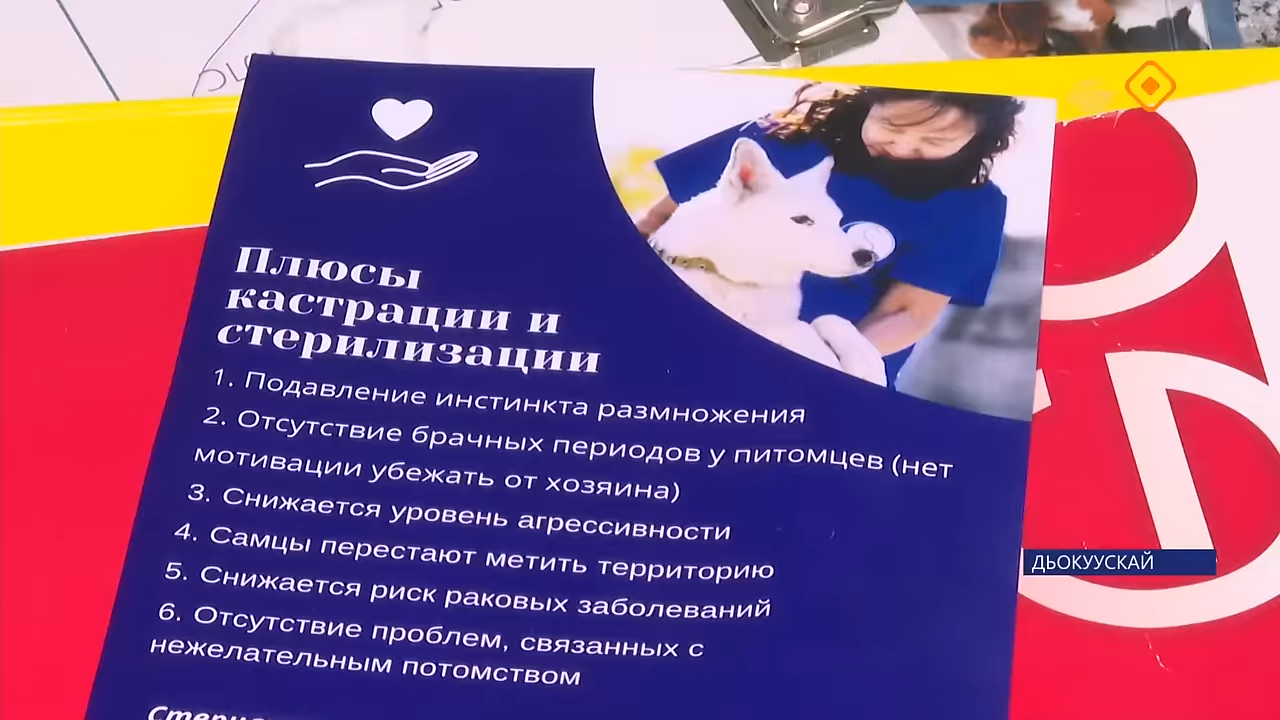 Плюсы
кастрации и
стерилизации
1. Подавление инстинкта размножения
2. Отсутствие брачных периодов у питомцев (нет
мотивации убежать от хозяина)
3. Снижается уровень агрессивности
4. Самцы перестают метить территорию
5. Снижается риск раковых заболеваний
6. Отсутствие проблем, связанных с
нежелательным потомством
ДЬОКУУСКАЙ